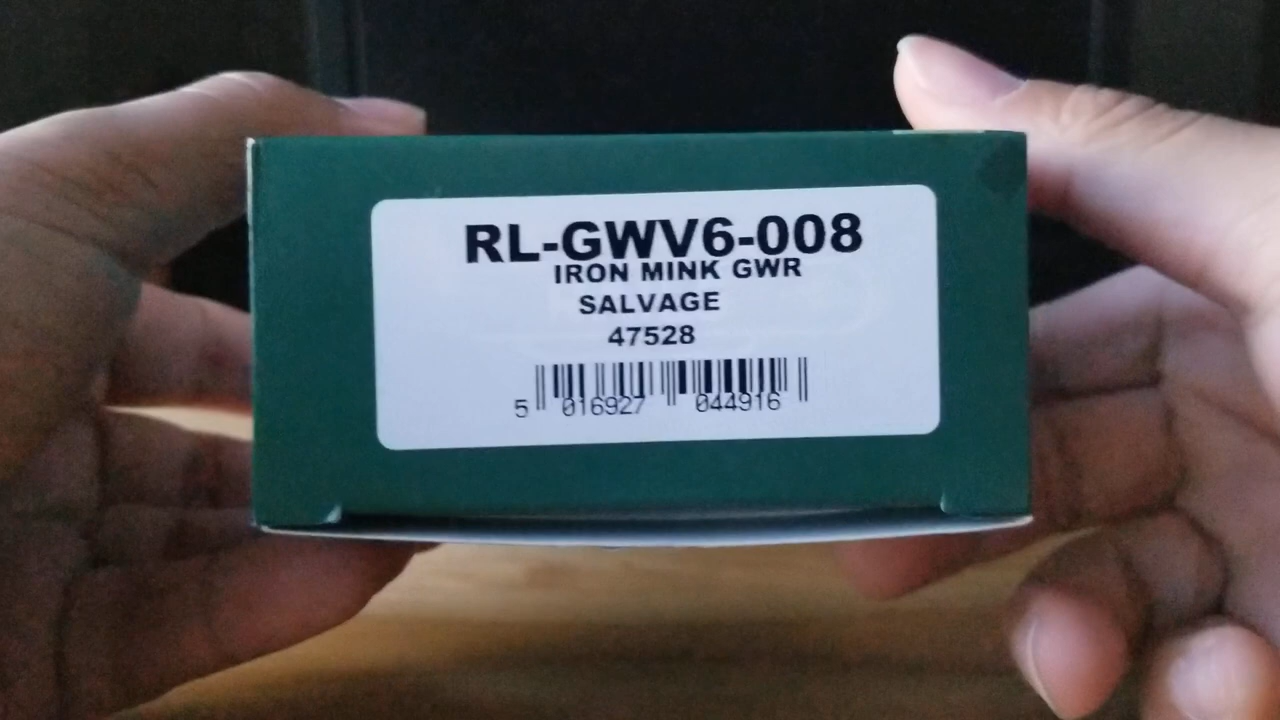 RL-GWV6-008
IRON MINK GWR
SALVAGE
47528
5 016927 044916